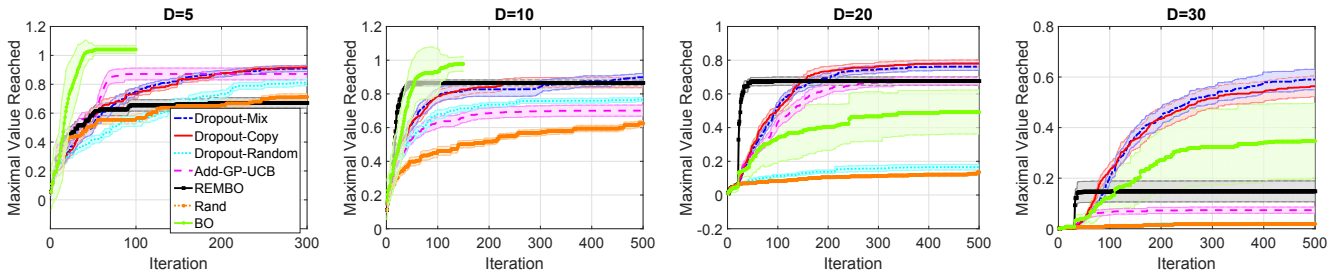 D=5
Maximal Value Reached
1.2
1
0.8
0.6
0.4
0.2
0
0 100 200 300
Iteration
Dropout-Mix
Dropout-Copy
Dropout-Random
Add-GP-UCB
REMBO
Rand
BO
D=10
Maximal Value Reached
1.2
1
0.8
0.6
0.4
0.2
0
0 100 200 300 400 500
Iteration
D=20
Maximal Value Reached
1.2
1
0.8
0.6
0.4
0.2
0
-0.2
0 100 200 300 400 500
Iteration
D=30
Maximal Value Reached
0.8
0.6
0.4
0.2
0
0 100 200 300 400 500
Iteration